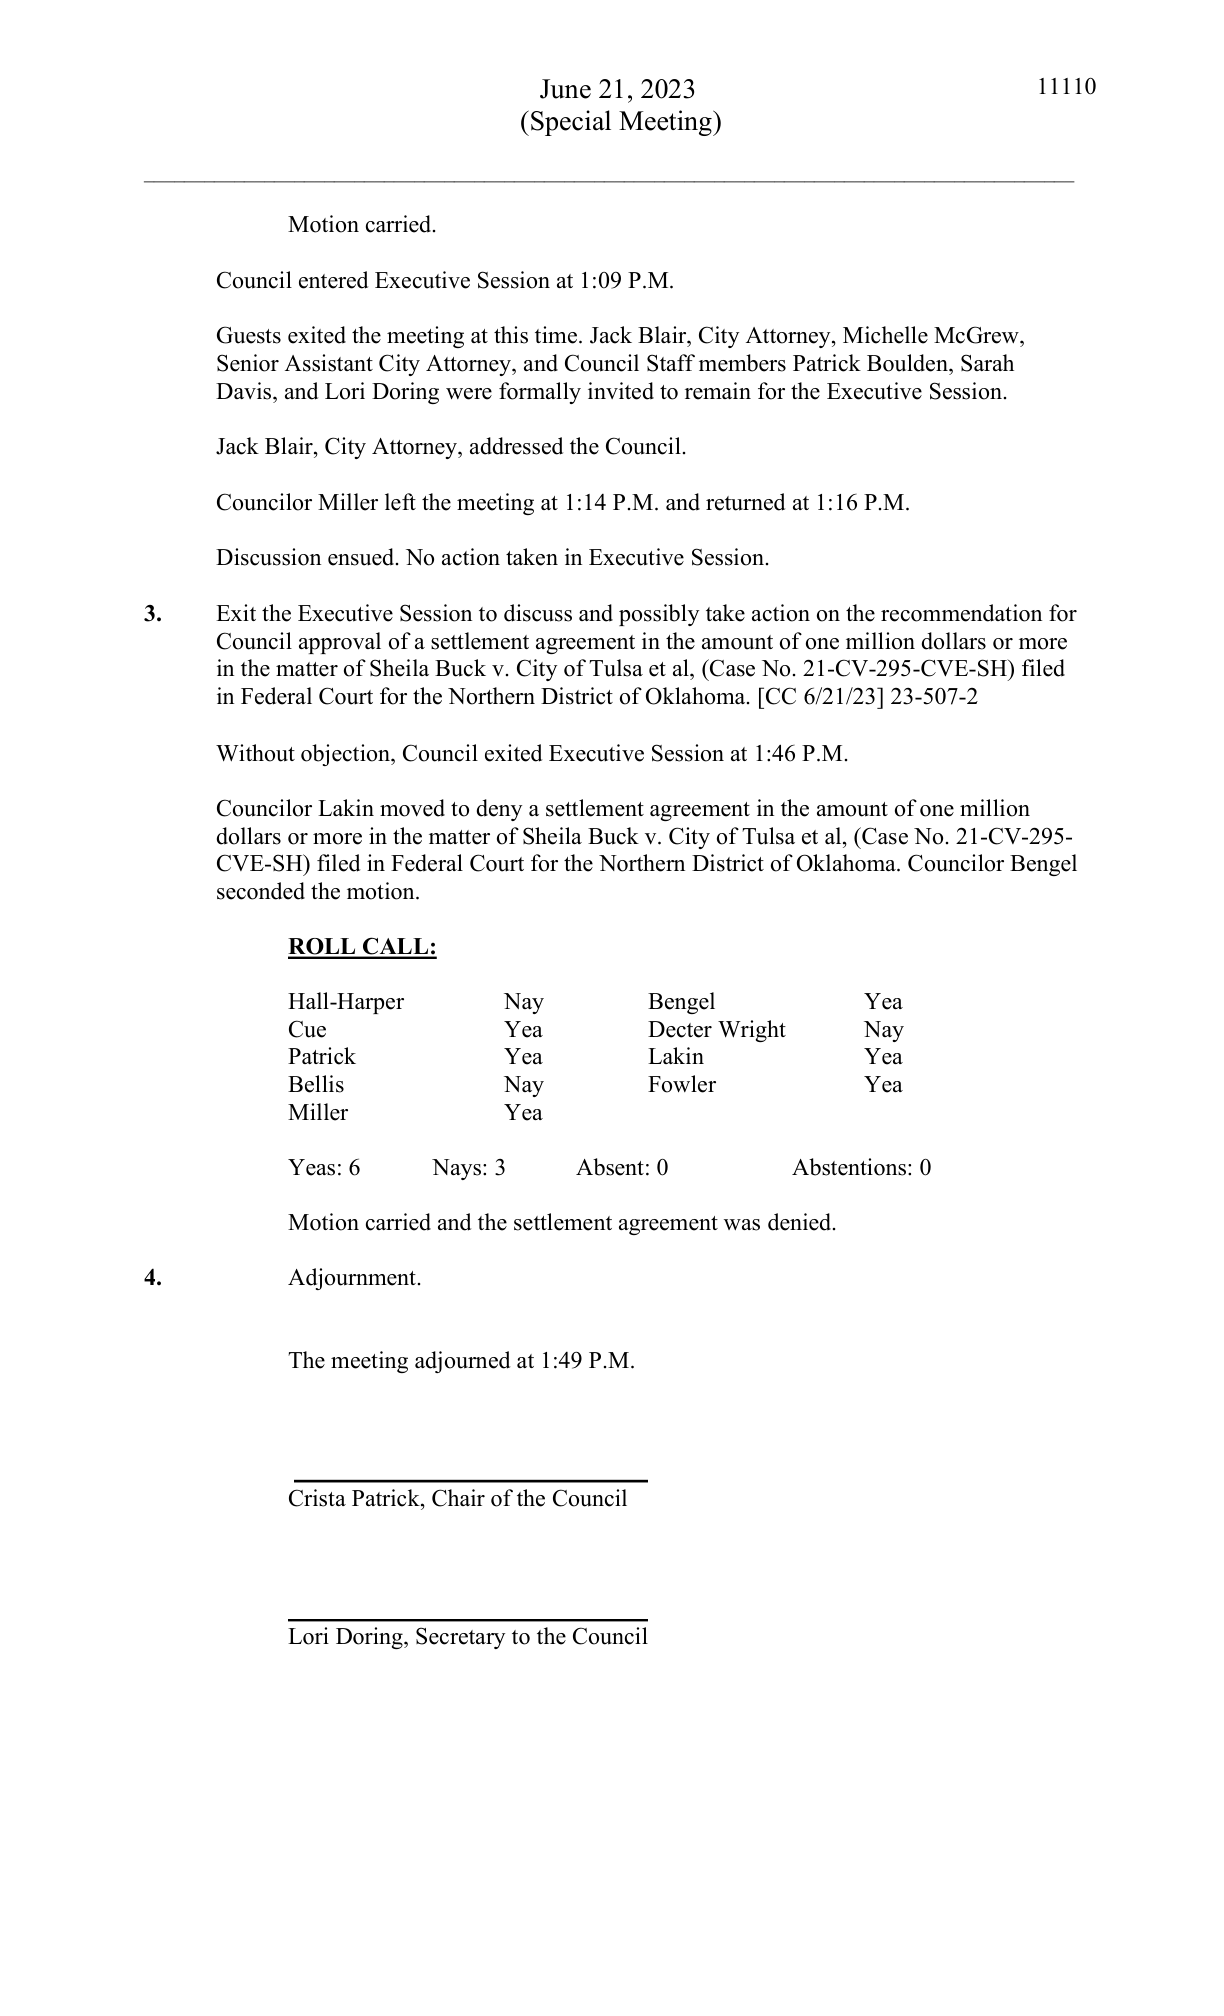 June 21, 2023
11110
(Special Meeting)
Motion carried.
Council entered Executive Session at 1:09 P.M.
Guests exited the meeting at this time. Jack Blair, City Attorney, Michelle McGrew,
Senior Assistant City Attorney, and Council Staff members Patrick Boulden, Sarah
Davis, and Lori Doring were formally invited to remain for the Executive Session.
Jack Blair, City Attorney, addressed the Council.
Councilor Miller left the meeting at 1:14 P.M. and returned at 1:16 P.M.
Discussion ensued. No action taken in Executive Session.
3. Exit the Executive Session to discuss and possibly take action on the recommendation for
Council approval of a settlement agreement in the amount of one million dollars or more
in the matter of Sheila Buck v. City of Tulsa et al, (Case No. 21-CV-295-CVE-SH) filed
in Federal Court for the Northern District of Oklahoma. [CC 6/21/23] 23-507-2
Without objection, Council exited Executive Session at 1:46 P.M.
Councilor Lakin moved to deny a settlement agreement in the amount of one million
dollars or more in the matter of Sheila Buck v. City of Tulsa et al, (Case No. 21-CV-295-
CVE-SH) filed in Federal Court for the Northern District of Oklahoma. Councilor Bengel
seconded the motion.
ROLL CALL:
Hall-Harper Nay Bengel Yea
Cue Yea Decter Wright Nay
Patrick Yea Lakin Yea
Bellis Nay Fowler Yea
Miller Yea
Yeas: 6 Nays: 3 Absent: 0 Abstentions: 0
Motion carried and the settlement agreement was denied.
4. Adjournment.
The meeting adjourned at 1:49 P.M.
Crista Patrick, Chair of the Council
Lori Doring, Secretary to the Council